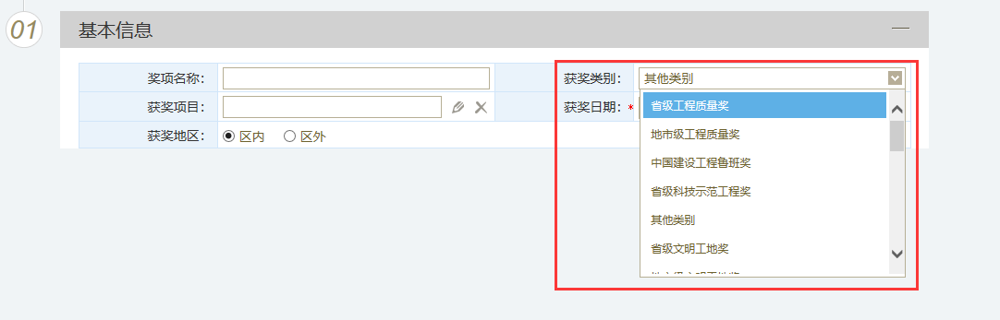 01
基本信息
奖项名称：
获奖类别：
其他类别
获奖项目：
获奖日期：*
获奖地区：
区内
区外
省级工程质量奖
地市级工程质量奖
中国建设工程鲁班奖
省级科技示范工程奖
其他类别
省级文明工地奖